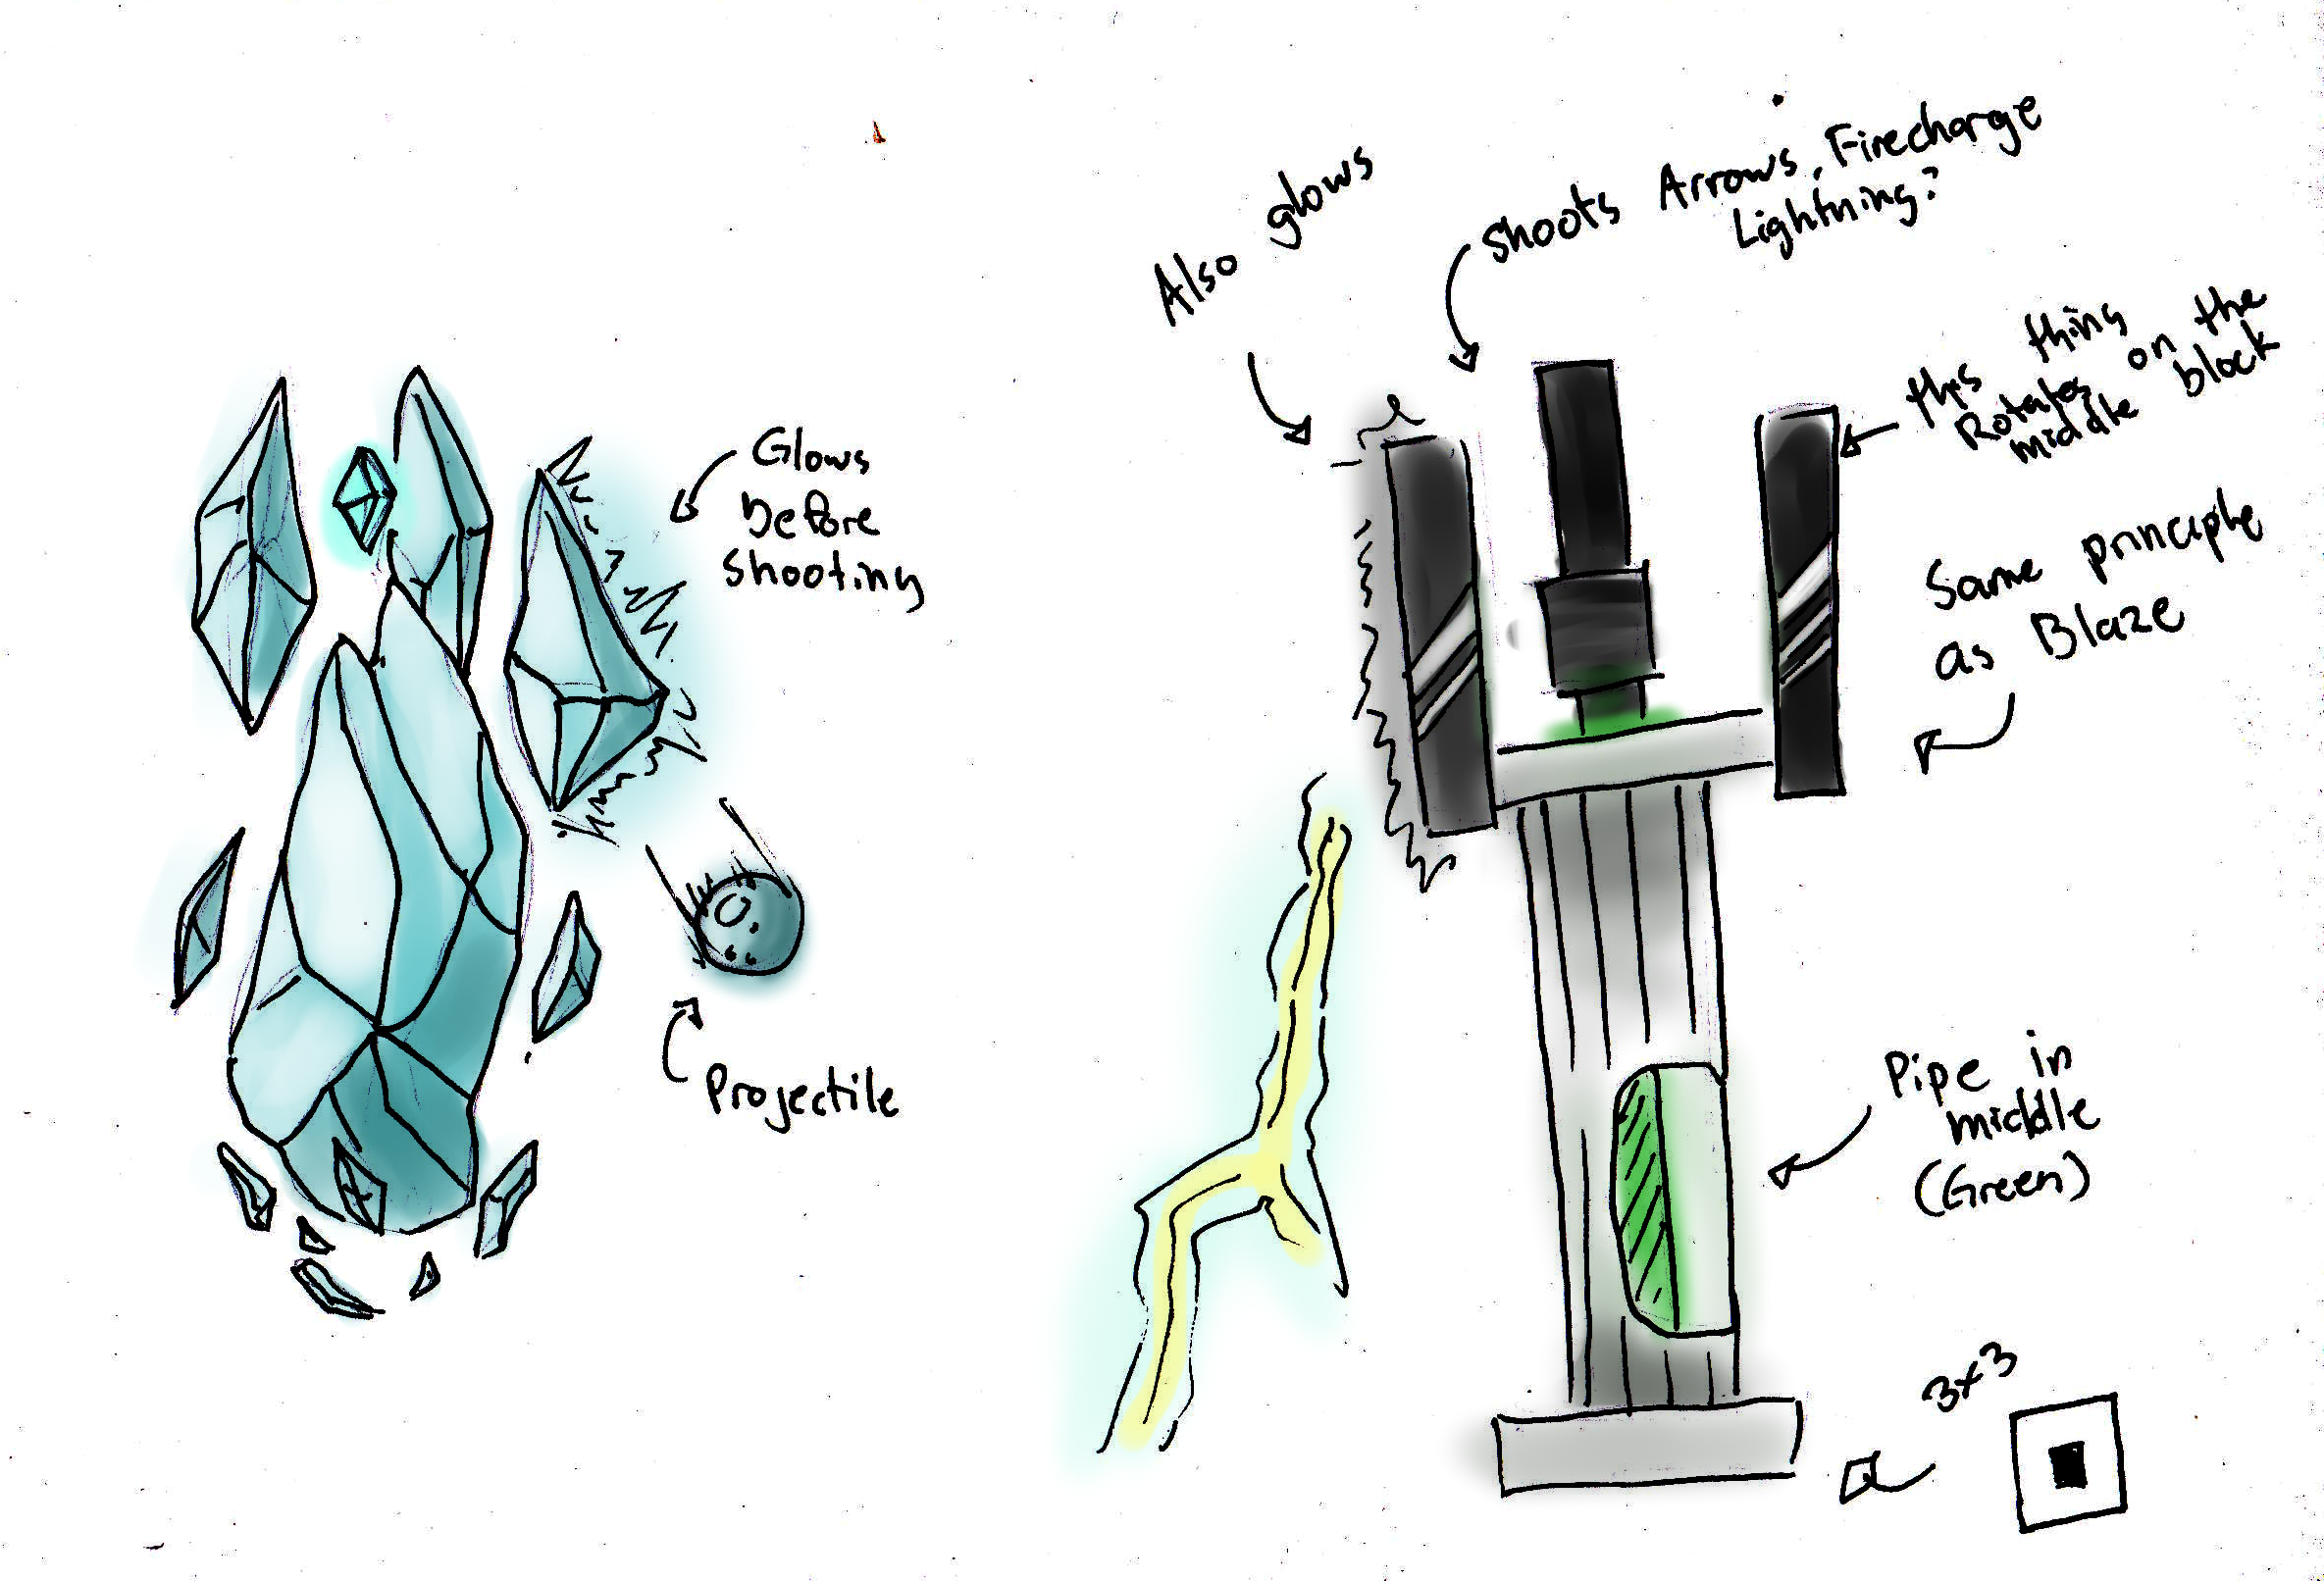 Glows
before
shooting
Projectile
Also glows
shoots Arrows, Firecharge
Lightning?
this thing
Rotates on the
middle block
Same principle
as Blaze
Pipe in
middle
(Green)
3x3